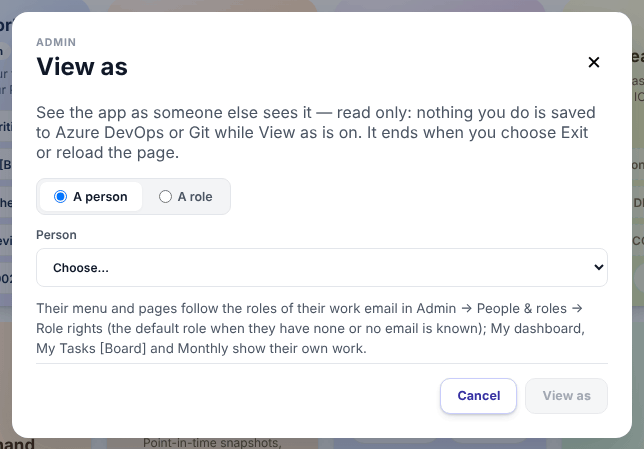 ADMIN
View as
See the app as someone else sees it — read only: nothing you do is saved
to Azure DevOps or Git while View as is on. It ends when you choose Exit
or reload the page.
A person
A role
Person
Choose...
Their menu and pages follow the roles of their work email in Admin → People & roles →
Role rights (the default role when they have none or no email is known); My dashboard,
My Tasks [Board] and Monthly show their own work.
Cancel
View as
Point-in-time snapshots,